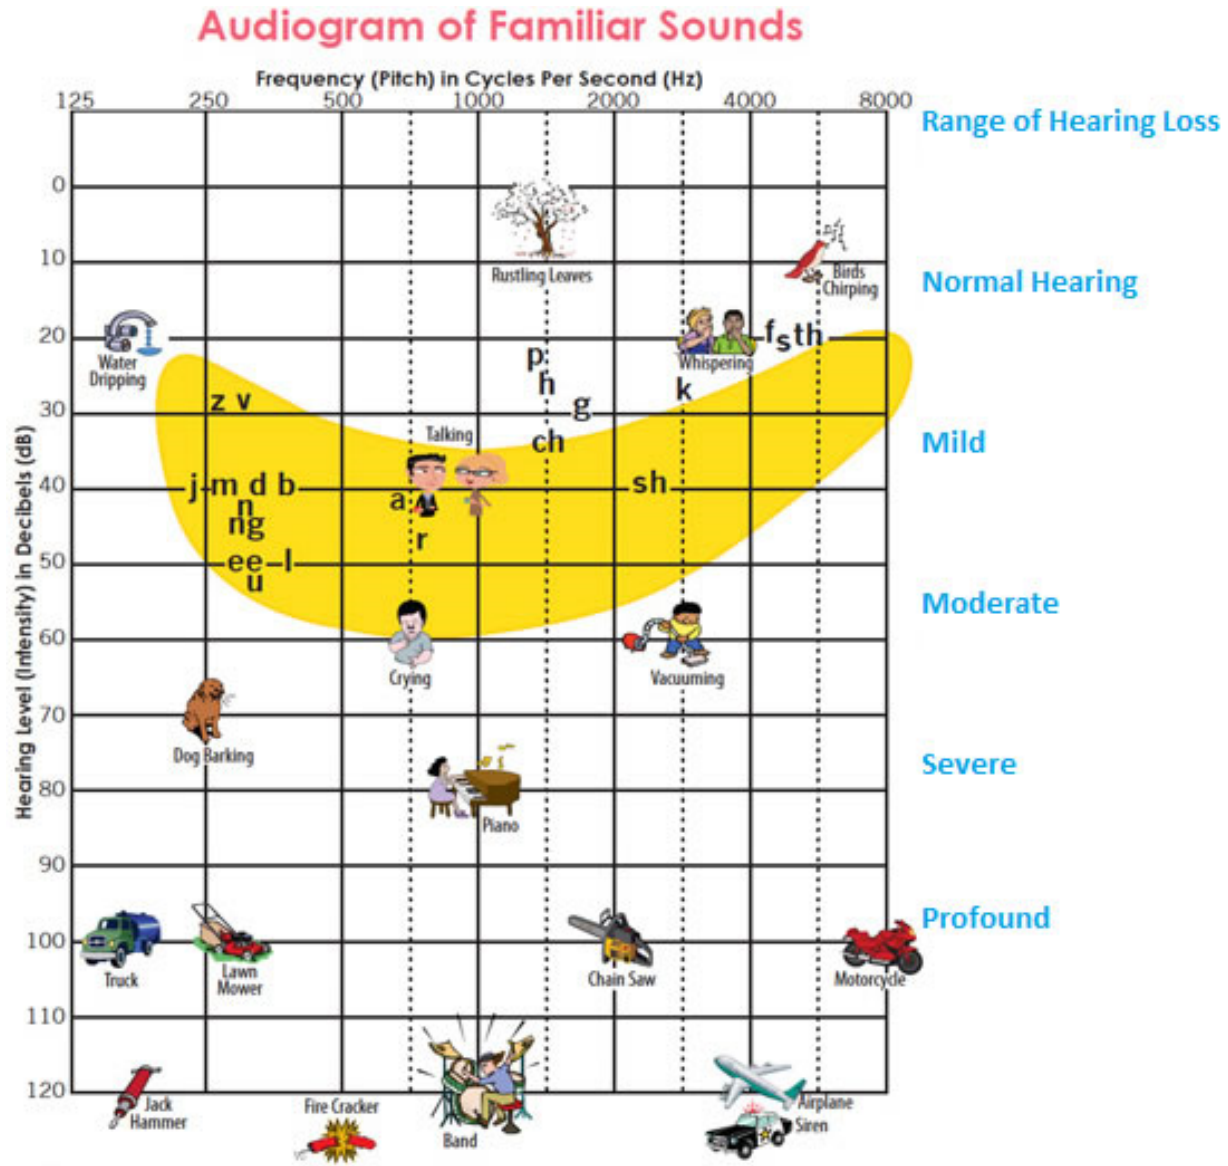 Audiogram of Familiar Sounds
Frequency (Pitch) in Cycles Per Second (Hz)
125 250 500 1000 2000 4000 8000
Range of Hearing Loss
Hearing Level (Intensity) in Decibels (dB)
0
10
Rustling Leaves
Birds
Chirping
Normal Hearing
20
Water
Dripping
f s th
Whispering
p
h
k
z v
g
30
Talking
ch
Mild
40
j m d b
a
sh
n
ng
r
50
ee l
u
Moderate
60
Crying
Vacuuming
70
Dog Barking
Severe
80
Piano
90
Profound
100
Truck
Lawn
Mower
Chain Saw
Motorcycle
110
120
Jack
Hammer
Fire Cracker
Band
Airplane
Siren